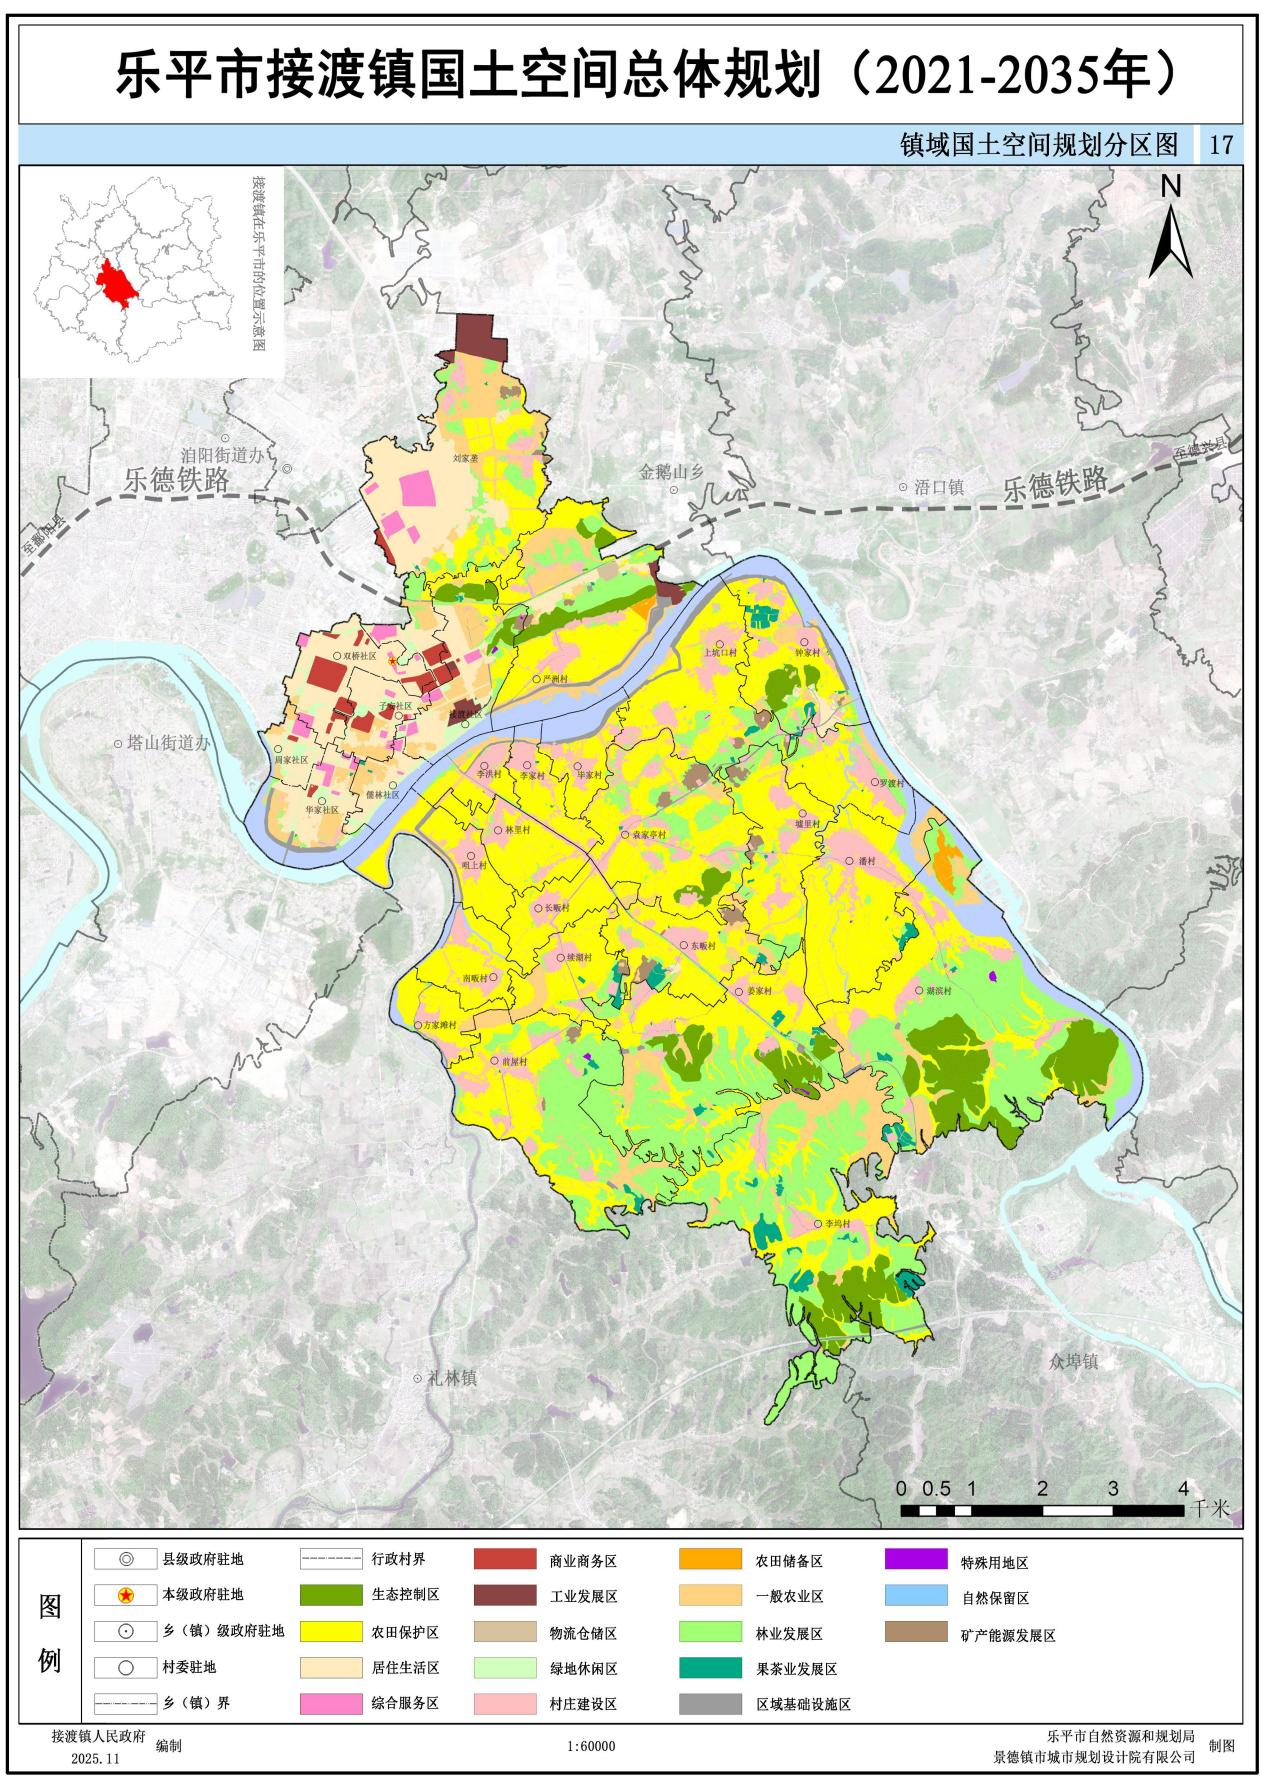 乐平市接渡镇国土空间总体规划（2021-2035年）
镇域国土空间规划分区图 17
接渡镇在乐平市的位置示意图
N
洎阳街道办
乐德铁路
至鄱阳县
刘家垄
金鹅山乡
浯口镇
乐德铁路
至德兴县
塔山街道办
双桥社区
子安社区
接渡社区
周家社区
儒林社区
华家社区
严洲村
上坑口村
钟家村
李洪村
李家村
毕家村
罗渡村
林里村
袁家亭村
墟里村
咀上村
潘村
长畈村
东畈村
续湖村
南畈村
姜家村
湖滨村
方家滩村
前屋村
李坞村
礼林镇
众埠镇
0 0.5 1 2 3 4
千米
图例
县级政府驻地
本级政府驻地
乡（镇）级政府驻地
村委驻地
乡（镇）界
行政村界
生态控制区
农田保护区
居住生活区
综合服务区
商业商务区
工业发展区
物流仓储区
绿地休闲区
村庄建设区
农田储备区
一般农业区
林业发展区
果茶业发展区
区域基础设施区
特殊用地区
自然保留区
矿产能源发展区
接渡镇人民政府
2025.11
编制
1:60000
乐平市自然资源和规划局
景德镇市城市规划设计院有限公司
制图